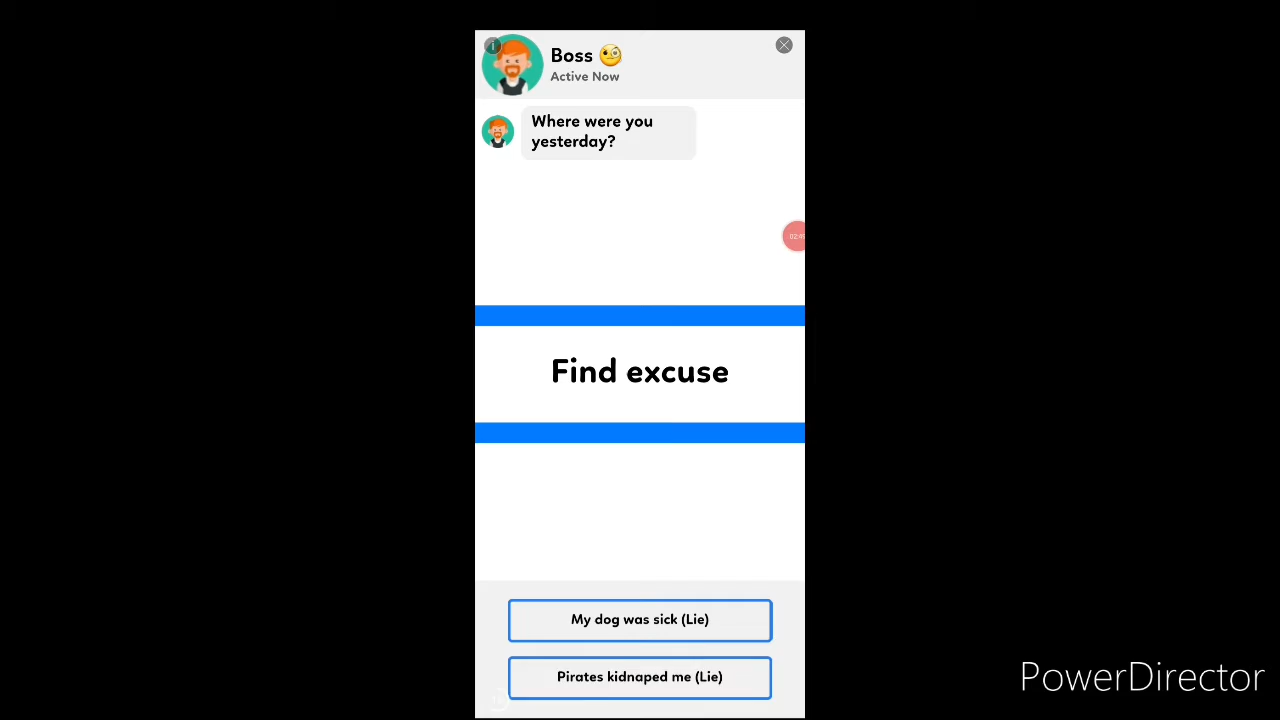 Boss 🧐
Active Now
Where were you
yesterday?
Find excuse
My dog was sick (Lie)
Pirates kidnaped me (Lie)
PowerDirector